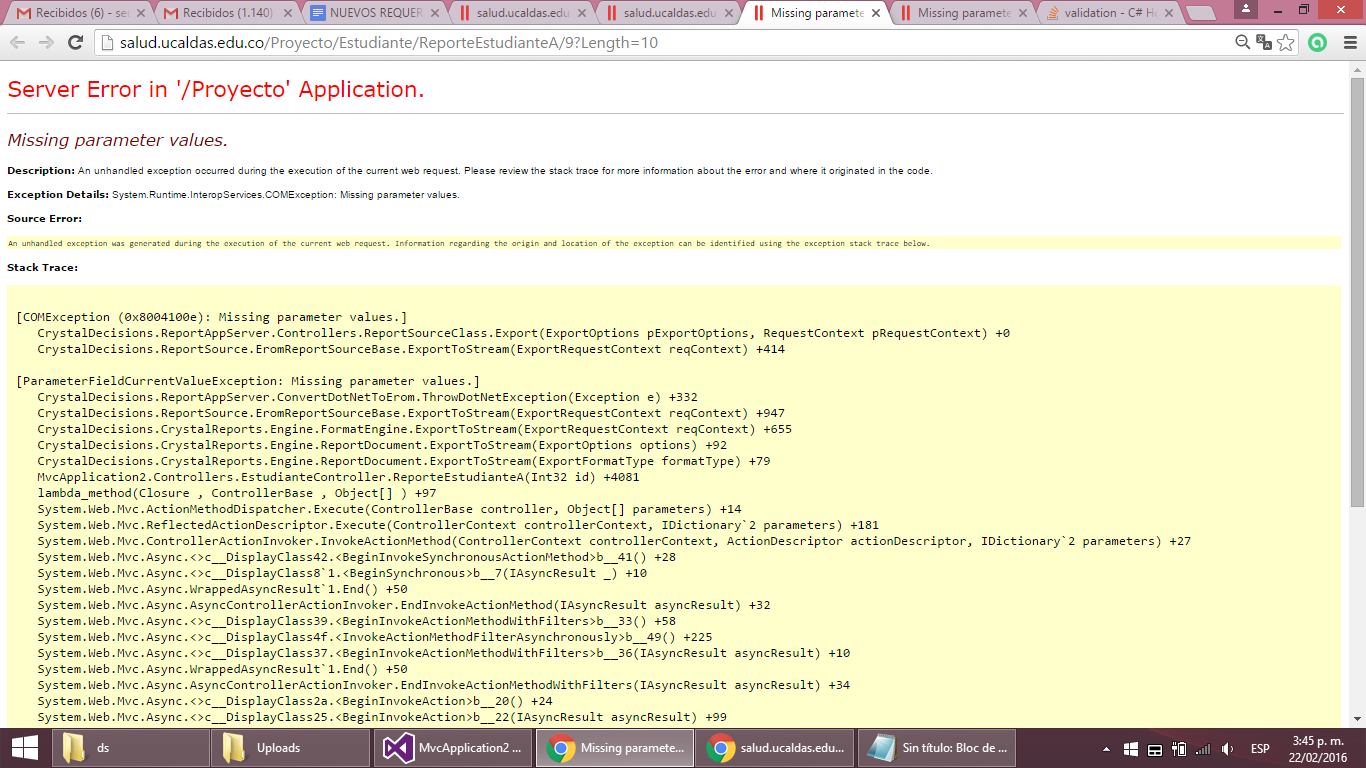 Recibidos (6) - se
Recibidos (1.140)
NUEVOS REQUER
salud.ucaldas.edu.
salud.ucaldas.edu.
Missing paramete
Missing paramete
validation - C# H
salud.ucaldas.edu.co/Proyecto/Estudiante/ReporteEstudianteA/9?Length=10
Server Error in '/Proyecto' Application.
Missing parameter values.
Description: An unhandled exception occurred during the execution of the current web request. Please review the stack trace for more information about the error and where it originated in the code.
Exception Details: System.Runtime.InteropServices.COMException: Missing parameter values.
Source Error:
An unhandled exception was generated during the execution of the current web request. Information regarding the origin and location of the exception can be identified using the exception stack trace below.
Stack Trace:
[COMException (0x8004100e): Missing parameter values.]
CrystalDecisions.ReportAppServer.Controllers.ReportSourceClass.Export(ExportOptions pExportOptions, RequestContext pRequestContext) +0
CrystalDecisions.ReportSource.EromReportSourceBase.ExportToStream(ExportRequestContext reqContext) +414
[ParameterFieldCurrentValueException: Missing parameter values.]
CrystalDecisions.ReportAppServer.ConvertDotNetToErom.ThrowDotNetException(Exception e) +332
CrystalDecisions.ReportSource.EromReportSourceBase.ExportToStream(ExportRequestContext reqContext) +947
CrystalDecisions.CrystalReports.Engine.FormatEngine.ExportToStream(ExportRequestContext reqContext) +655
CrystalDecisions.CrystalReports.Engine.ReportDocument.ExportToStream(ExportOptions options) +92
CrystalDecisions.CrystalReports.Engine.ReportDocument.ExportToStream(ExportFormatType formatType) +79
MvcApplication2.Controllers.EstudianteController.ReporteEstudianteA(Int32 id) +4081
lambda_method(Closure , ControllerBase , Object[] ) +97
System.Web.Mvc.ActionMethodDispatcher.Execute(ControllerBase controller, Object[] parameters) +14
System.Web.Mvc.ReflectedActionDescriptor.Execute(ControllerContext controllerContext, IDictionary`2 parameters) +181
System.Web.Mvc.ControllerActionInvoker.InvokeActionMethod(ControllerContext controllerContext, ActionDescriptor actionDescriptor, IDictionary`2 parameters) +27
System.Web.Mvc.Async.<>c__DisplayClass42.<BeginInvokeSynchronousActionMethod>b__41() +28
System.Web.Mvc.Async.<>c__DisplayClass8`1.<BeginSynchronous>b__7(IAsyncResult _) +10
System.Web.Mvc.Async.WrappedAsyncResult`1.End() +50
System.Web.Mvc.Async.AsyncControllerActionInvoker.EndInvokeActionMethod(IAsyncResult asyncResult) +32
System.Web.Mvc.Async.<>c__DisplayClass39.<BeginInvokeActionMethodWithFilters>b__33() +58
System.Web.Mvc.Async.<>c__DisplayClass4f.<InvokeActionMethodFilterAsynchronously>b__49() +225
System.Web.Mvc.Async.<>c__DisplayClass37.<BeginInvokeActionMethodWithFilters>b__36(IAsyncResult asyncResult) +10
System.Web.Mvc.Async.WrappedAsyncResult`1.End() +50
System.Web.Mvc.Async.AsyncControllerActionInvoker.EndInvokeActionMethodWithFilters(IAsyncResult asyncResult) +34
System.Web.Mvc.Async.<>c__DisplayClass2a.<BeginInvokeAction>b__20() +24
System.Web.Mvc.Async.<>c__DisplayClass25.<BeginInvokeAction>b__22(IAsyncResult asyncResult) +99
ds
Uploads
MvcApplication2 ...
Missing paramete...
salud.ucaldas.edu...
Sin título: Bloc de ...
ESP
3:45 p. m.
22/02/2016